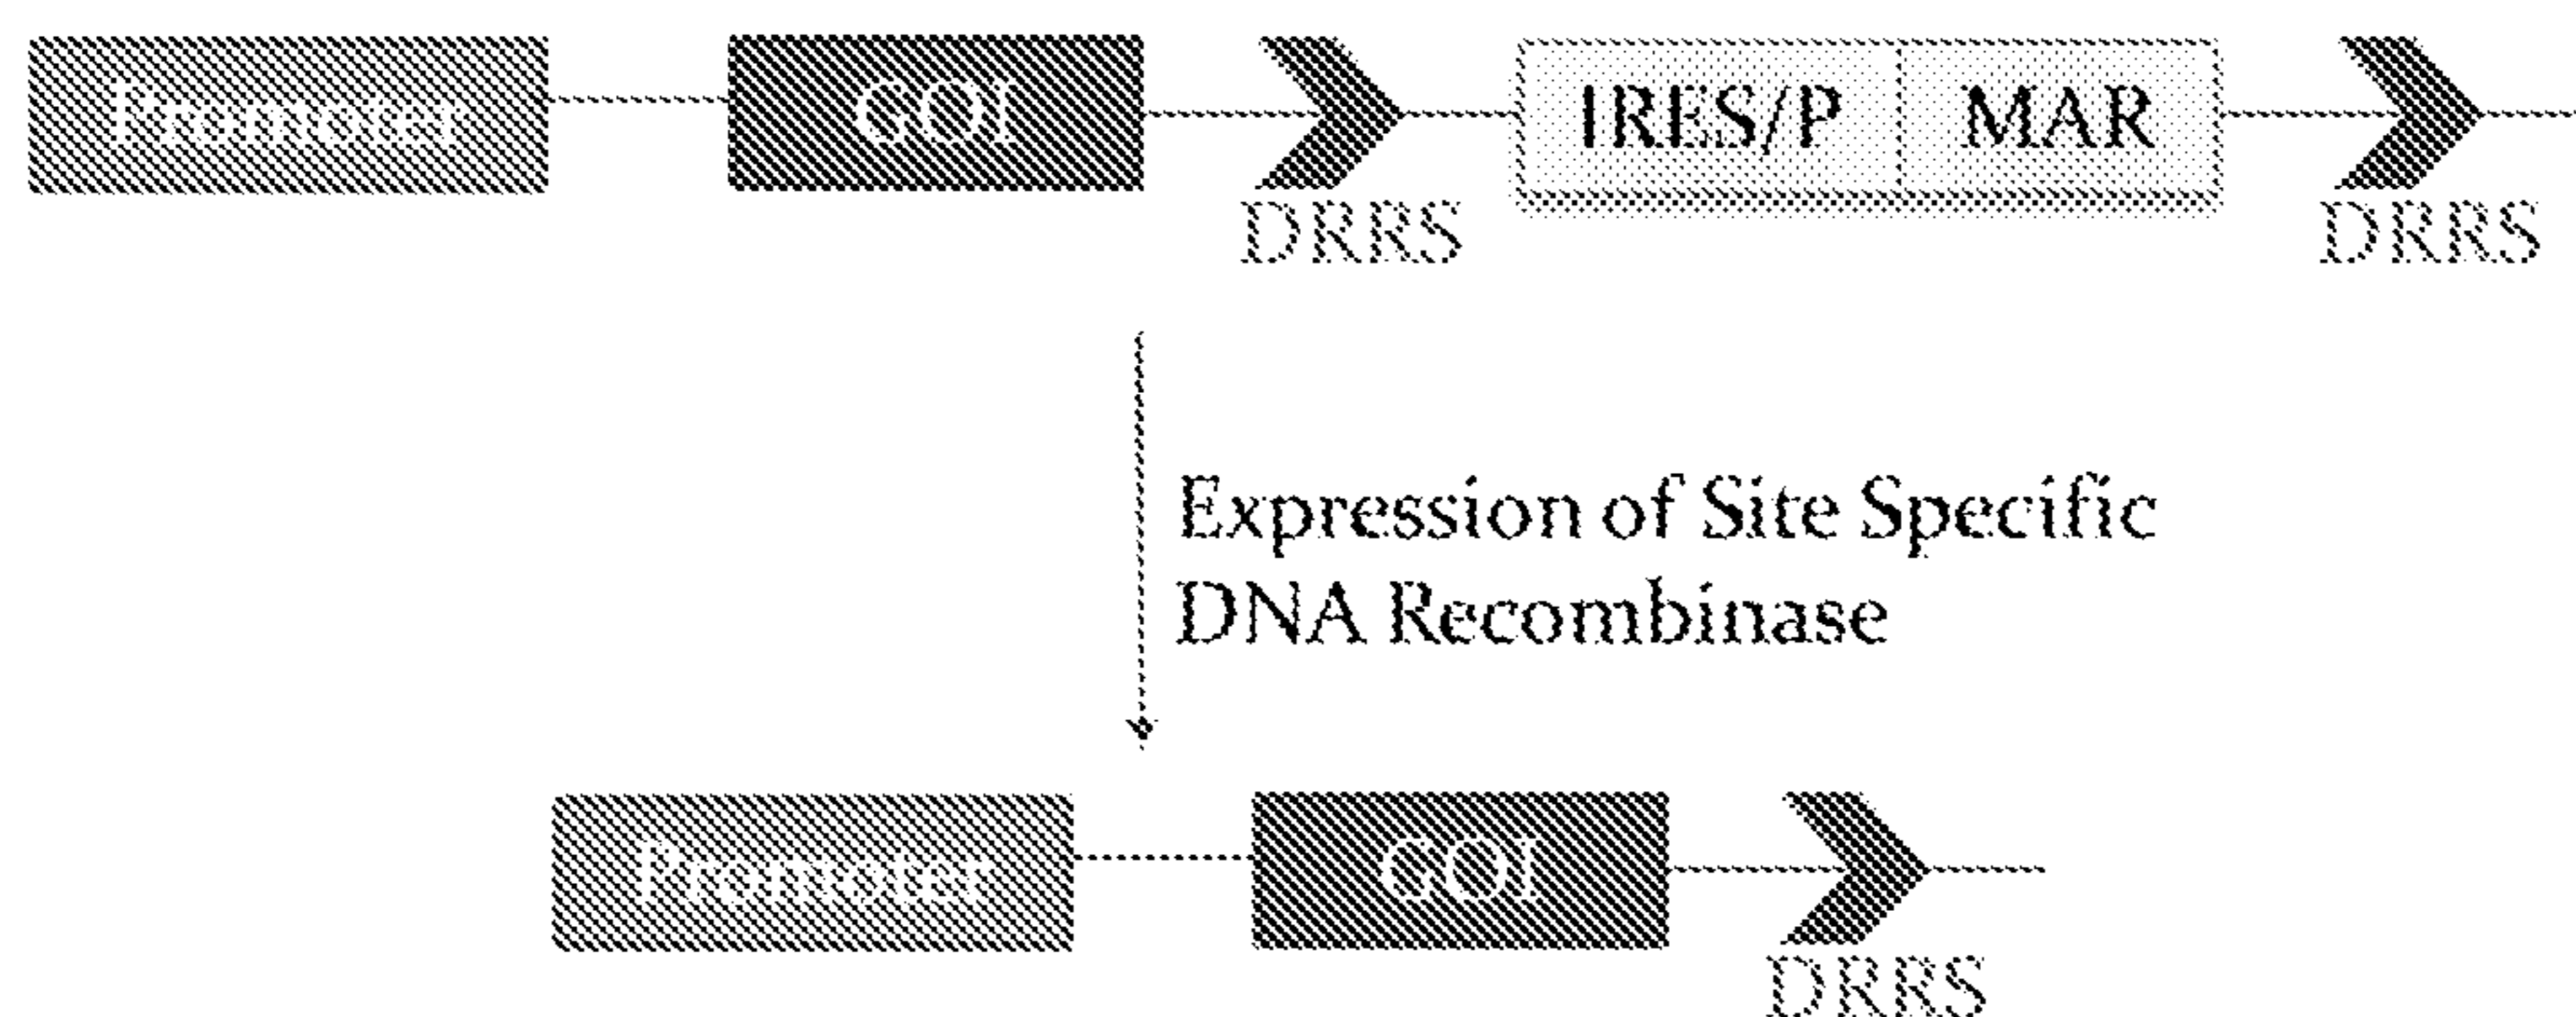 Promoter
GOI
IRES/P
MAR
DRRS
DRRS
Expression of Site Specific
DNA Recombinase
Promoter
GOI
DRRS